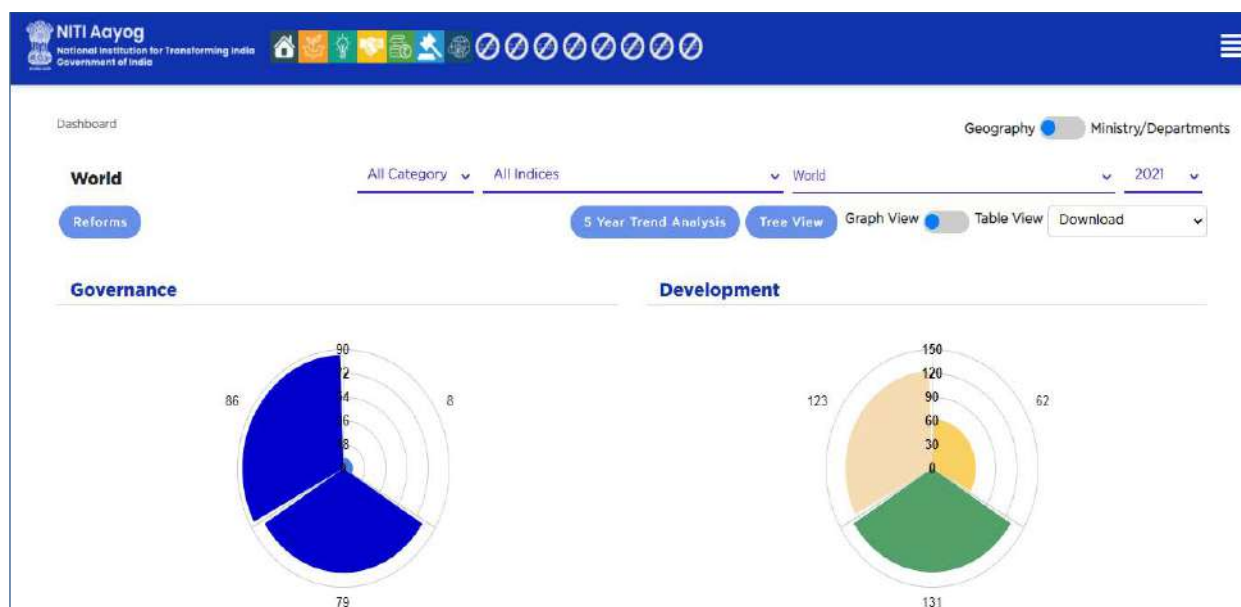 NITI Aayog
National Institution for Transforming India
Government of India
Dashboard
Geography Ministry/Departments
World All Category All Indices World 2021
Reforms 5 Year Trend Analysis Tree View Graph View Table View Download
Governance Development
90
86 8
79
150
120
123 90 62
60
30
0
131